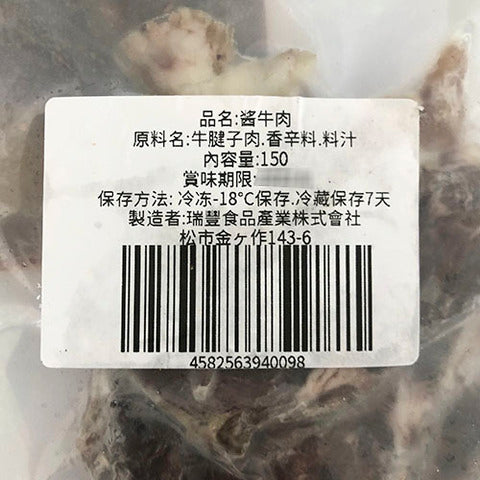 品名:醤牛肉
原料名:牛腱子肉.香辛料.料汁
內容量:150
賞味期限:
保存方法: 冷冻-18°C保存.冷藏保存7天
製造者:瑞豐食品產業株式會社
松市金ヶ作143-6
4582563940098